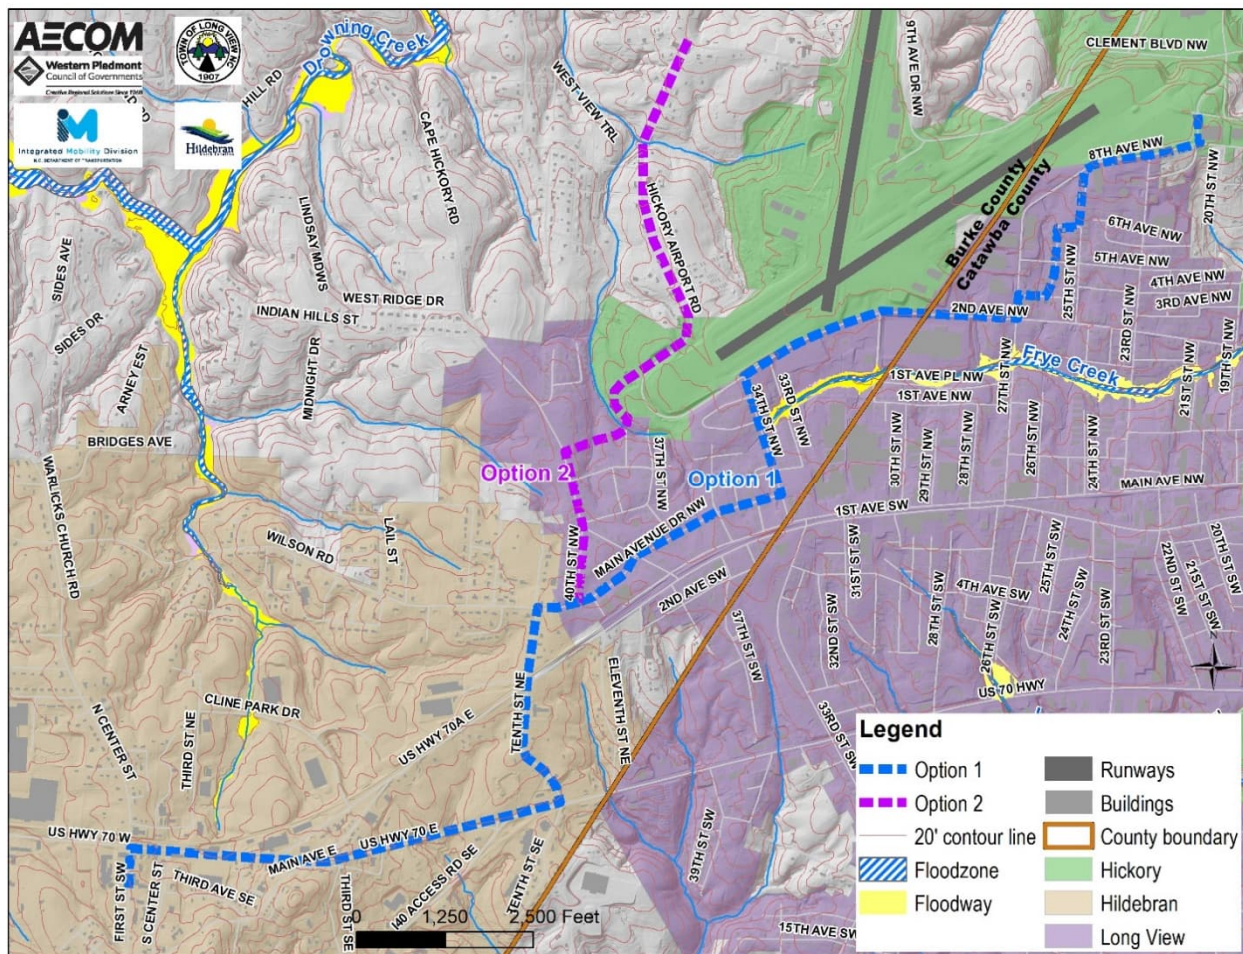 AECOM
Western Piedmont
Council of Governments
Creative Regional Solutions Since 1968
TOWN OF LONG VIEW NC
1907
Integrated Mobility Division
N.C. DEPARTMENT OF TRANSPORTATION
Hildebran
HILL RD
Drowning Creek
CAPE HICKORY RD
WEST VIEW TRL
9TH AVE DR NW
CLEMENT BLVD NW
8TH AVE NW
20TH ST NW
Burke County
Catawba County
HICKORY AIRPORT RD
LINDSAY MDWS
SIDES AVE
SIDES DR
WEST RIDGE DR
INDIAN HILLS ST
MIDNIGHT DR
ARNEY EST
BRIDGES AVE
6TH AVE NW
5TH AVE NW
4TH AVE NW
3RD AVE NW
25TH ST NW
23RD ST NW
2ND AVE NW
Frye Creek
1ST AVE PL NW
1ST AVE NW
27TH ST NW
21ST ST NW
19TH ST NW
33RD ST NW
34TH ST NW
30TH ST NW
29TH ST NW
28TH ST NW
26TH ST NW
24TH ST NW
37TH ST NW
Option 2
Option 1
MAIN AVE NW
1ST AVE SW
MAIN AVENUE DR NW
40TH ST NW
2ND AVE SW
WARLICKS CHURCH RD
WILSON RD
LAIL ST
31ST ST SW
32ND ST SW
28TH ST SW
4TH AVE SW
26TH ST SW
25TH ST SW
24TH ST SW
23RD ST SW
22ND ST SW
21ST ST SW
20TH ST SW
US 70 HWY
37TH ST SW
33RD ST SW
39TH ST SW
15TH AVE SW
N CENTER ST
THIRD ST NE
CLINE PARK DR
US HWY 70A E
TENTH ST NE
ELEVENTH ST NE
US HWY 70 W
MAIN AVE E
US HWY 70 E
FIRST ST SW
S CENTER ST
THIRD AVE SE
THIRD ST SE
I40 ACCESS RD SE
TENTH ST SE
0 1,250 2,500 Feet
N
Legend
Option 1
Option 2
20' contour line
Floodzone
Floodway
Runways
Buildings
County boundary
Hickory
Hildebran
Long View